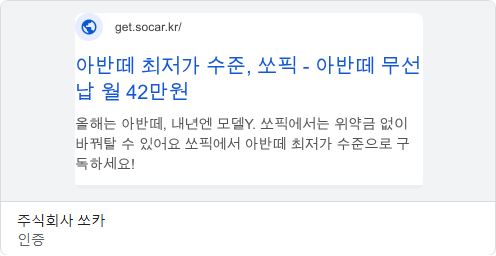 get.socar.kr/
아반떼 최저가 수준, 쏘픽 - 아반떼 무선
납 월 42만원
올해는 아반떼, 내년엔 모델Y. 쏘픽에서는 위약금 없이
바꿔탈 수 있어요 쏘픽에서 아반떼 최저가 수준으로 구
독하세요!
주식회사 쏘카
인증